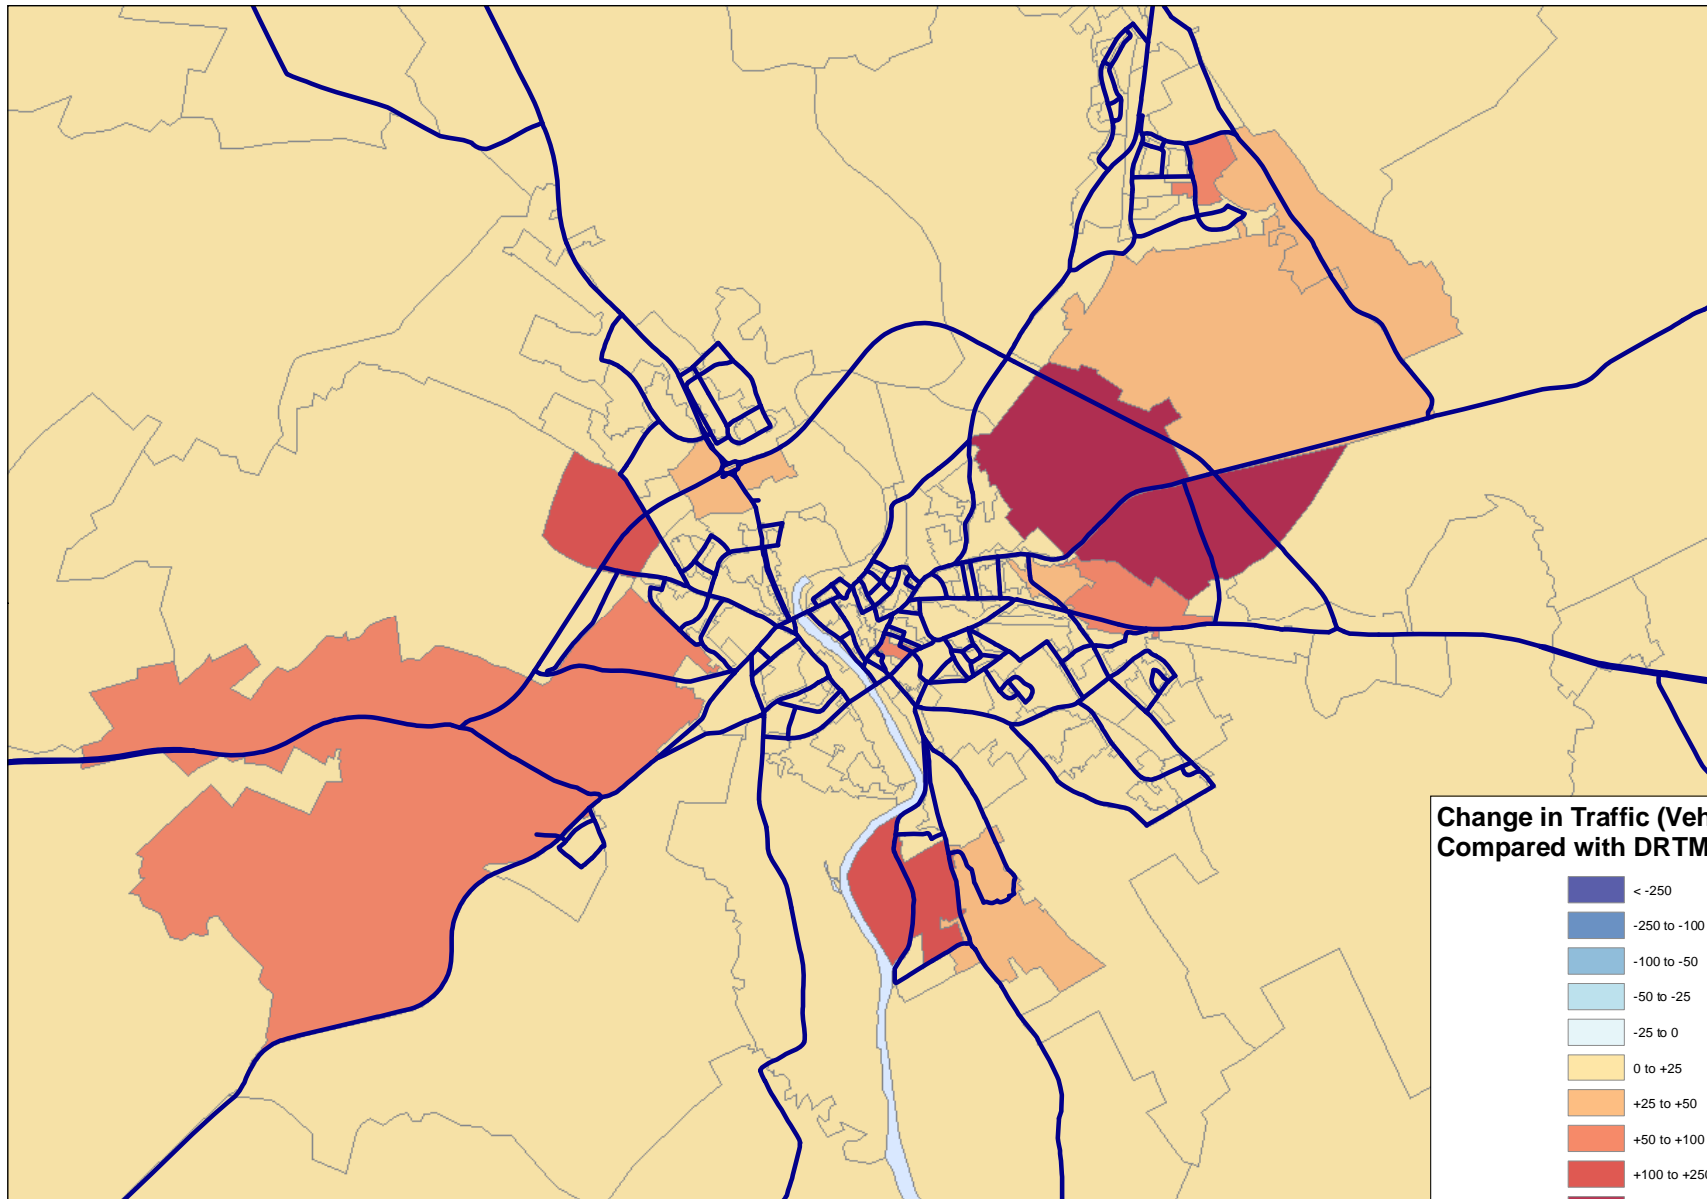 Change in Traffic (Veh
Compared with DRTM
< -250
-250 to -100
-100 to -50
-50 to -25
-25 to 0
0 to +25
+25 to +50
+50 to +100
+100 to +250